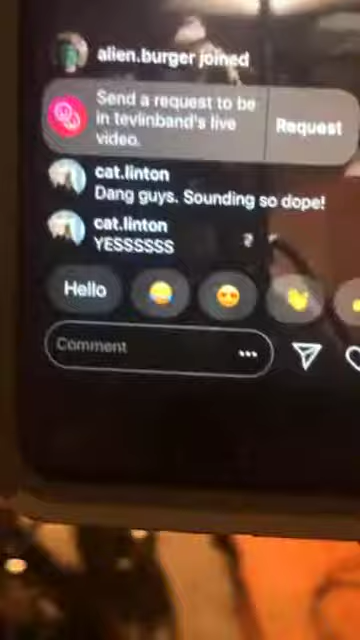 alien.burger joined
Send a request to be
in tevlinband's live
video.
Request
cat.linton
Dang guys. Sounding so dope!
cat.linton
YESSSSSS
Hello
Comment